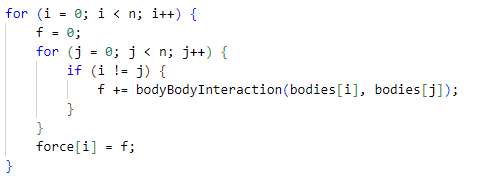 for (i = 0; i < n; i++) {
    f = 0;
    for (j = 0; j < n; j++) {
        if (i != j) {
            f += bodyBodyInteraction(bodies[i], bodies[j]);
        }
    }
    force[i] = f;
}